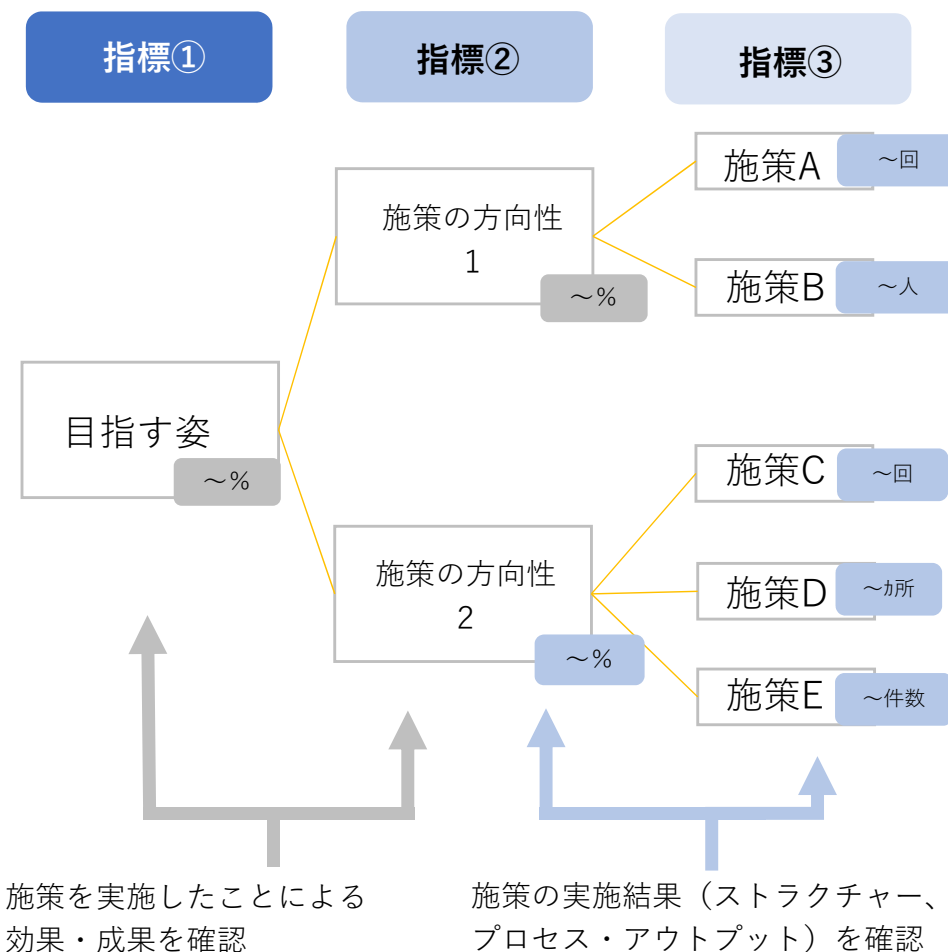 指標①
指標②
指標③
施策A
～回
施策の方向性
1
～%
施策B
～人
目指す姿
～%
施策C
～回
施策の方向性
2
～%
施策D
～ｶ所
施策E
～件数
施策を実施したことによる
効果・成果を確認
施策の実施結果（ストラクチャー、
プロセス・アウトプット）を確認